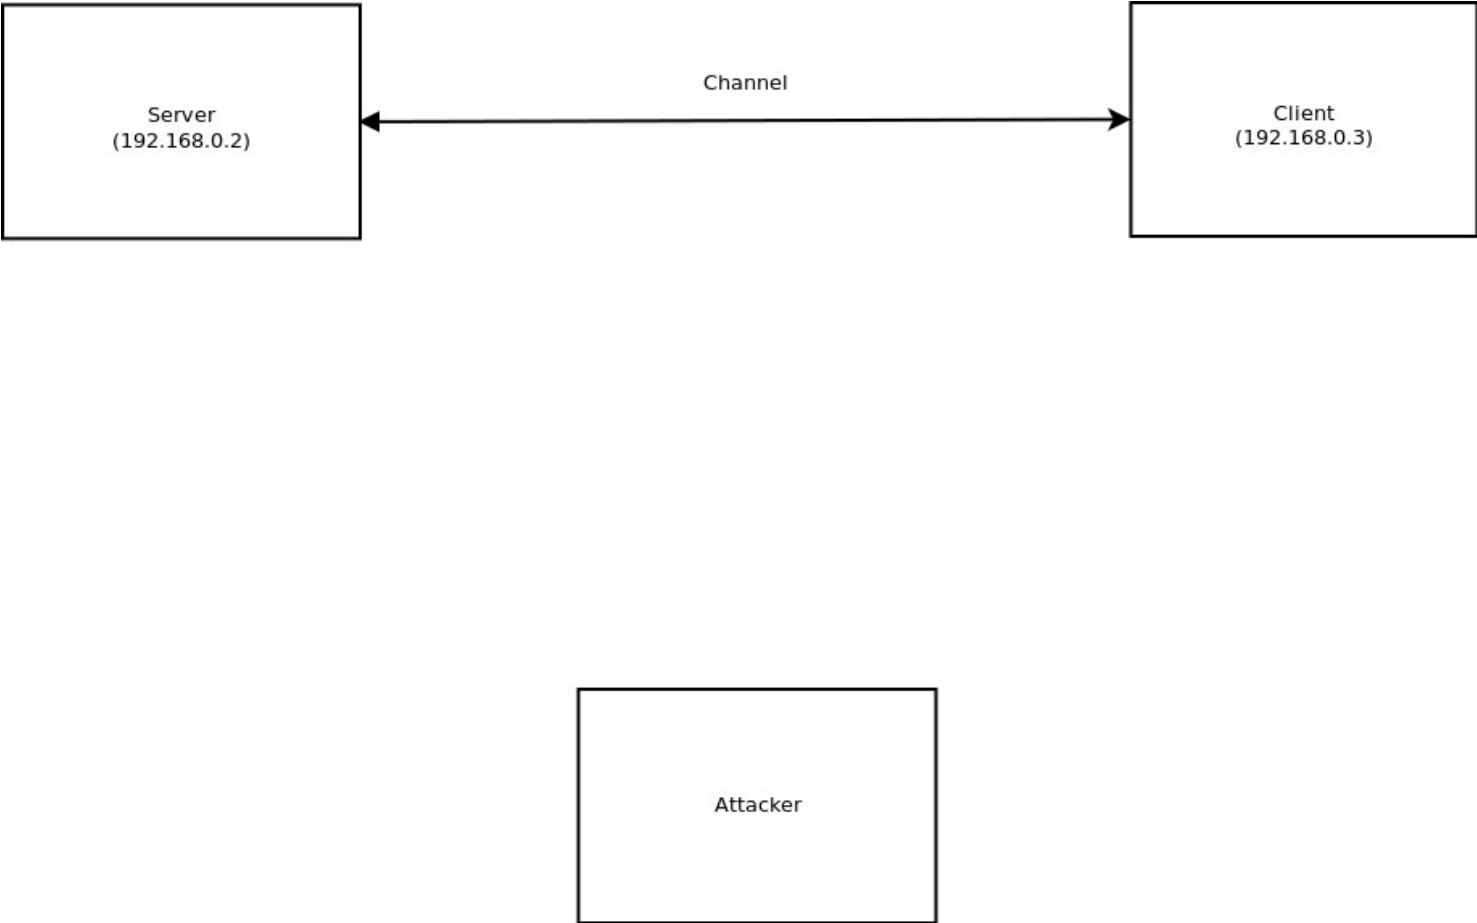 Channel
Server
(192.168.0.2)
Client
(192.168.0.3)
Attacker